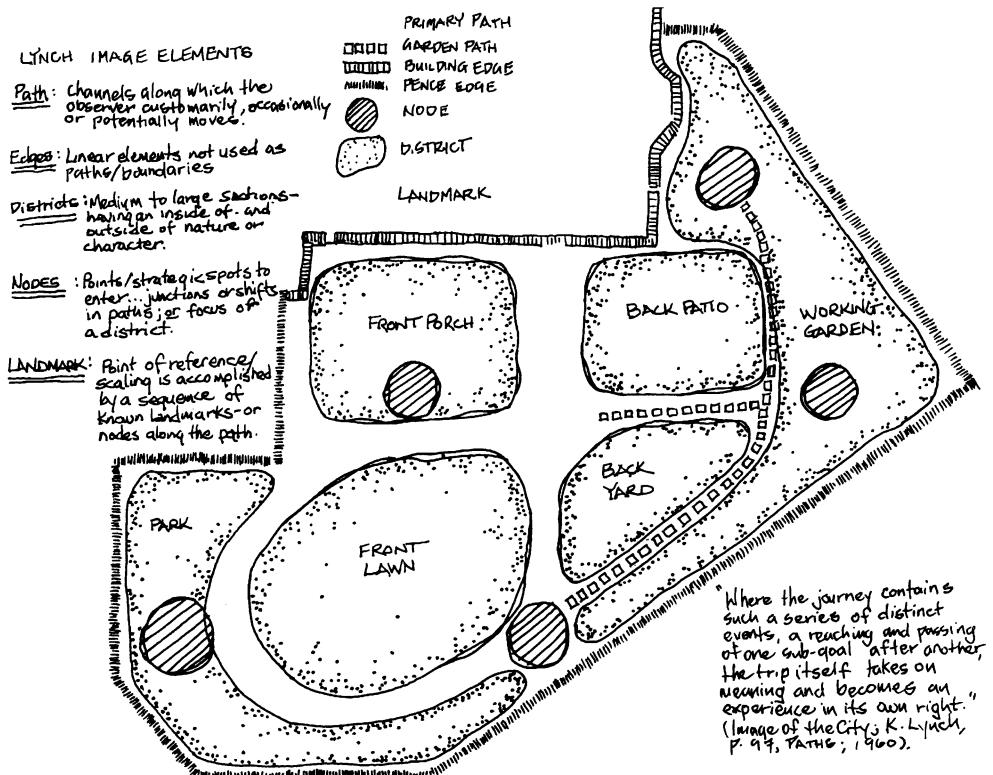 LYNCH IMAGE ELEMENTS
Path: Channels along which the
observer customarily, occasionally
or potentially moves.
Edges: Linear elements not used as
paths/boundaries
Districts: Medium to large sections-
having an inside of- and
outside of nature or
character.
NODES: Points/strategic spots to
enter... junctions or shifts
in paths; or focus of
a district.
LANDMARK: Point of reference/
scaling is accomplished
by a sequence of
known landmarks-or
nodes along the path.
PRIMARY PATH
GARDEN PATH
BUILDING EDGE
FENCE EDGE
NODE
DISTRICT
LANDMARK
FRONT PORCH
BACK PATIO
WORKING
GARDEN
BACK
YARD
PARK
FRONT
LAWN
"Where the journey contains
such a series of distinct
events, a reaching and passing
of one sub-goal after another,
the trip itself takes on
meaning and becomes an
experience in its own right."
(Image of the City; K. Lynch,
p. 97, PATHS; 1960).